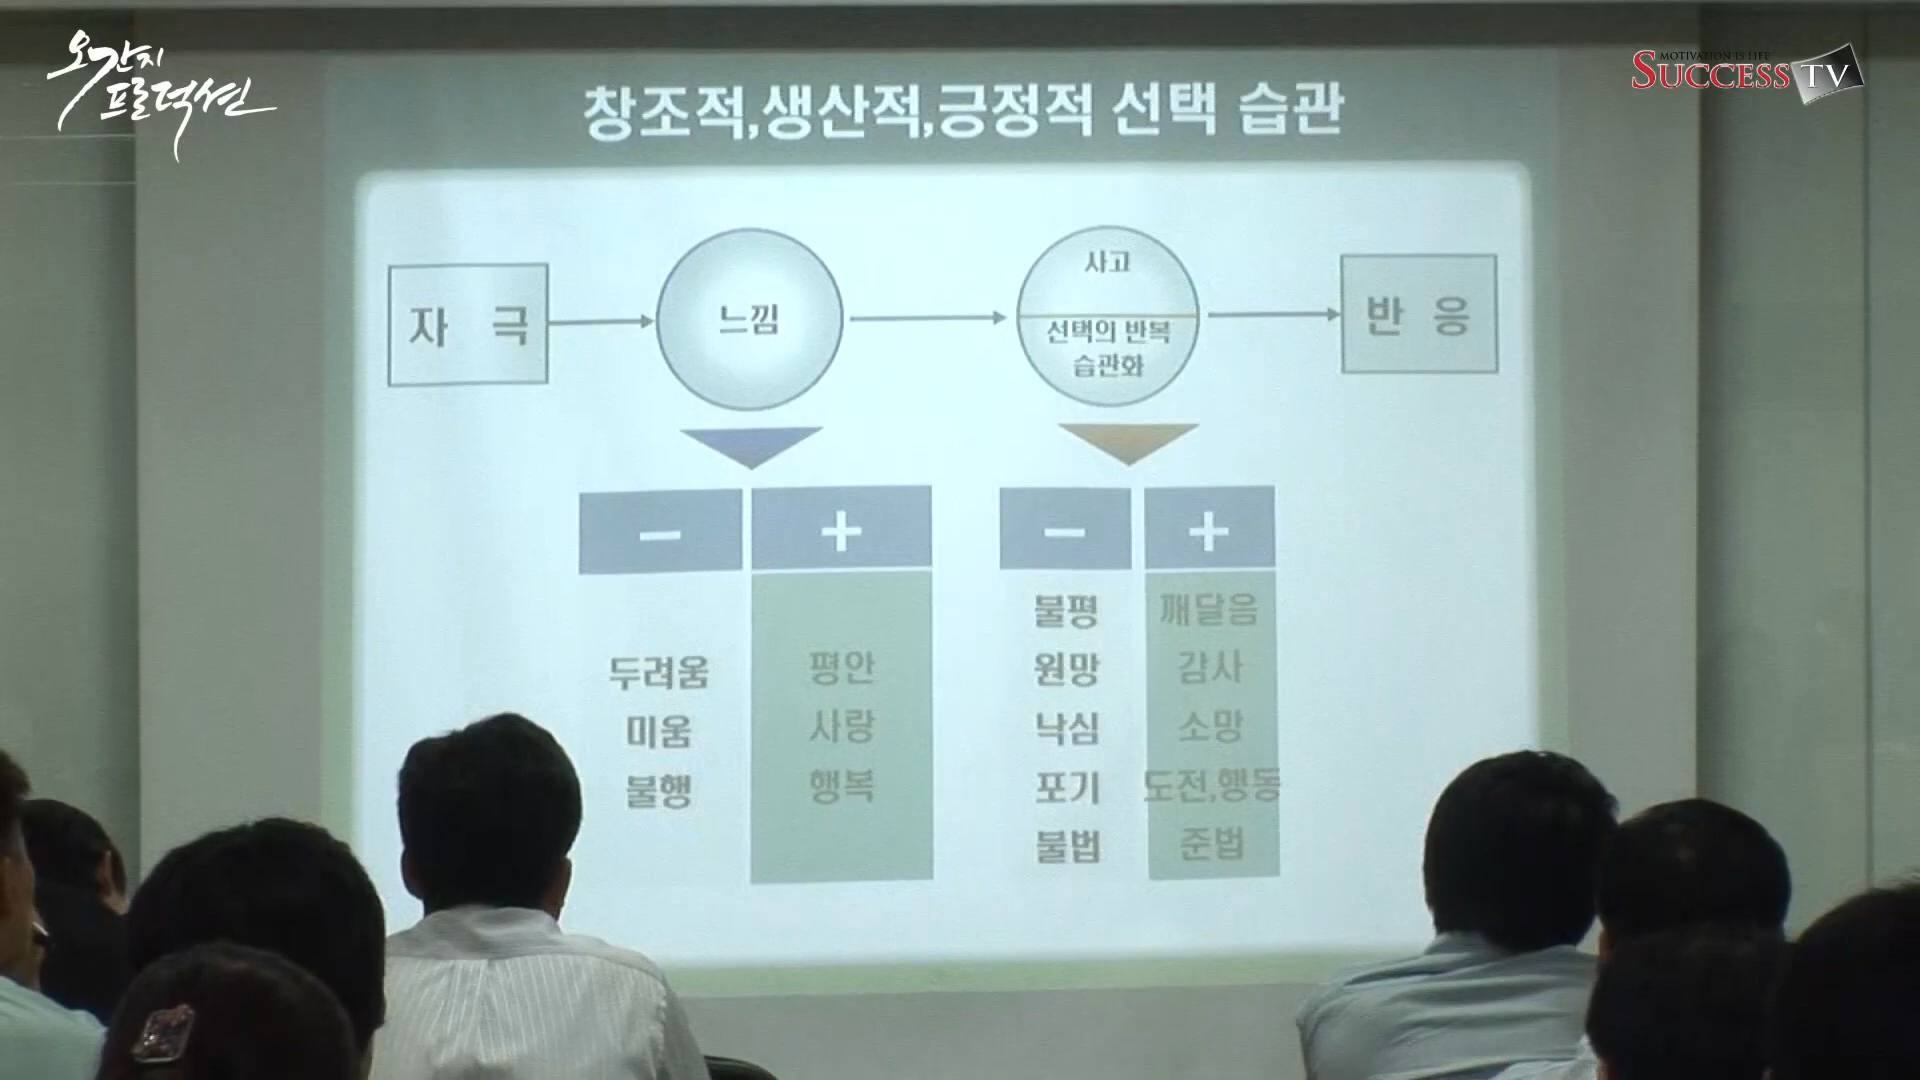 오간지
프로덕션
MOTIVATION IS LIFE
SUCCESS TV
창조적,생산적,긍정적 선택 습관
자 극
느낌
사고
선택의 반복
습관화
반 응
- +
두려움 평안
미움 사랑
불행 행복
- +
불평 깨달음
원망 감사
낙심 소망
포기 도전,행동
불법 준법